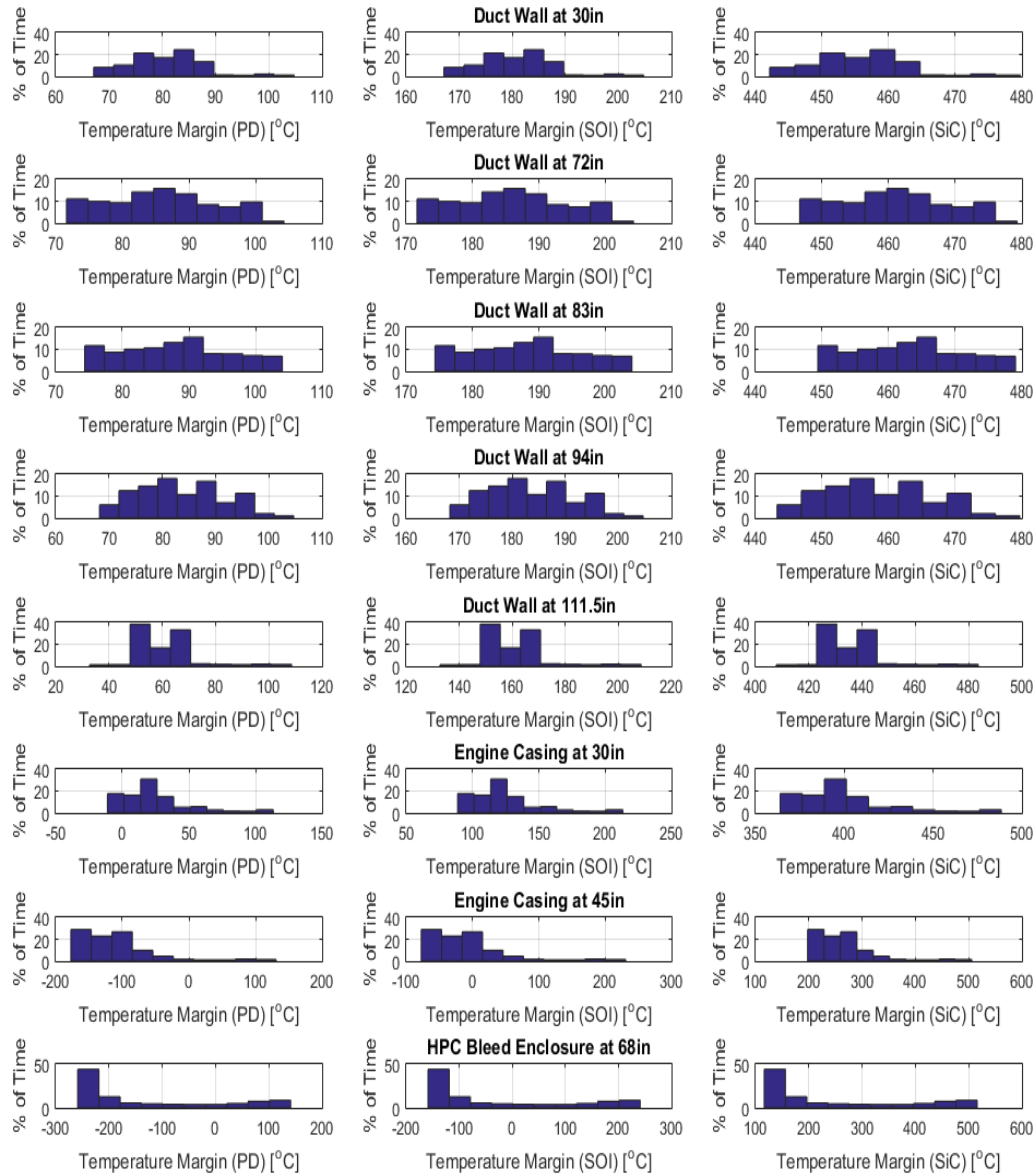 Duct Wall at 30in
% of Time
40
20
0
60 70 80 90 100 110
Temperature Margin (PD) [°C]
% of Time
40
20
0
160 170 180 190 200 210
Temperature Margin (SOI) [°C]
% of Time
40
20
0
440 450 460 470 480
Temperature Margin (SiC) [°C]
Duct Wall at 72in
% of Time
20
10
0
70 80 90 100 110
Temperature Margin (PD) [°C]
% of Time
20
10
0
170 180 190 200 210
Temperature Margin (SOI) [°C]
% of Time
20
10
0
440 450 460 470 480
Temperature Margin (SiC) [°C]
Duct Wall at 83in
% of Time
20
10
0
70 80 90 100 110
Temperature Margin (PD) [°C]
% of Time
20
10
0
170 180 190 200 210
Temperature Margin (SOI) [°C]
% of Time
20
10
0
440 450 460 470 480
Temperature Margin (SiC) [°C]
Duct Wall at 94in
% of Time
20
10
0
60 70 80 90 100 110
Temperature Margin (PD) [°C]
% of Time
20
10
0
160 170 180 190 200 210
Temperature Margin (SOI) [°C]
% of Time
20
10
0
440 450 460 470 480
Temperature Margin (SiC) [°C]
Duct Wall at 111.5in
% of Time
40
20
0
20 40 60 80 100 120
Temperature Margin (PD) [°C]
% of Time
40
20
0
120 140 160 180 200 220
Temperature Margin (SOI) [°C]
% of Time
40
20
0
400 420 440 460 480 500
Temperature Margin (SiC) [°C]
Engine Casing at 30in
% of Time
40
20
0
-50 0 50 100 150
Temperature Margin (PD) [°C]
% of Time
40
20
0
50 100 150 200 250
Temperature Margin (SOI) [°C]
% of Time
40
20
0
350 400 450 500
Temperature Margin (SiC) [°C]
Engine Casing at 45in
% of Time
40
20
0
-200 -100 0 100 200
Temperature Margin (PD) [°C]
% of Time
40
20
0
-100 0 100 200 300
Temperature Margin (SOI) [°C]
% of Time
40
20
0
100 200 300 400 500 600
Temperature Margin (SiC) [°C]
HPC Bleed Enclosure at 68in
% of Time
50
0
-300 -200 -100 0 100 200
Temperature Margin (PD) [°C]
% of Time
50
0
-200 -100 0 100 200 300
Temperature Margin (SOI) [°C]
% of Time
50
0
100 200 300 400 500 600
Temperature Margin (SiC) [°C]